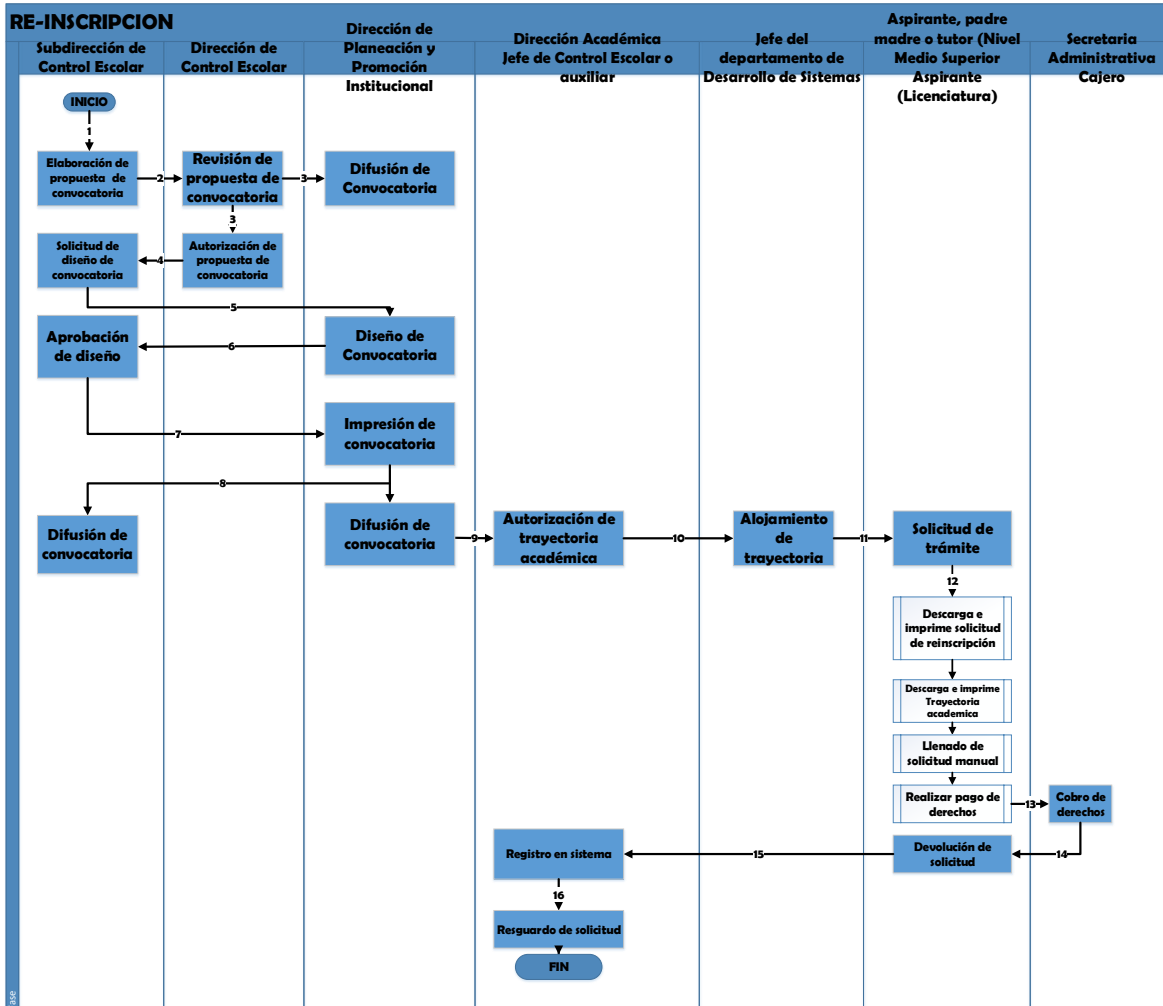 RE-INSCRIPCION
Subdirección de
Control Escolar
Dirección de
Control Escolar
Dirección de
Planeación y
Promoción
Institucional
Dirección Académica
Jefe de Control Escolar o
auxiliar
Jefe del
departamento de
Desarrollo de Sistemas
Aspirante, padre
madre o tutor (Nivel
Medio Superior
Aspirante
(Licenciatura)
Secretaria
Administrativa
Cajero
INICIO
1
Elaboración de
propuesta de
convocatoria
2
Revisión de
propuesta de
convocatoria
3
Difusión de
Convocatoria
3
Solicitud de
diseño de
convocatoria
4
Autorización de
propuesta de
convocatoria
5
Aprobación
de diseño
6
Diseño de
Convocatoria
7
Impresión de
convocatoria
8
Difusión de
convocatoria
Difusión de
convocatoria
9
Autorización de
trayectoria
académica
10
Alojamiento
de
trayectoria
11
Solicitud de
trámite
12
Descarga e
imprime solicitud
de reinscripción
Descarga e imprime
Trayectoria
academica
Llenado de
solicitud manual
Realizar pago de
derechos
13
Cobro de
derechos
14
Devolución de
solicitud
15
Registro en sistema
16
Resguardo de solicitud
FIN
ase